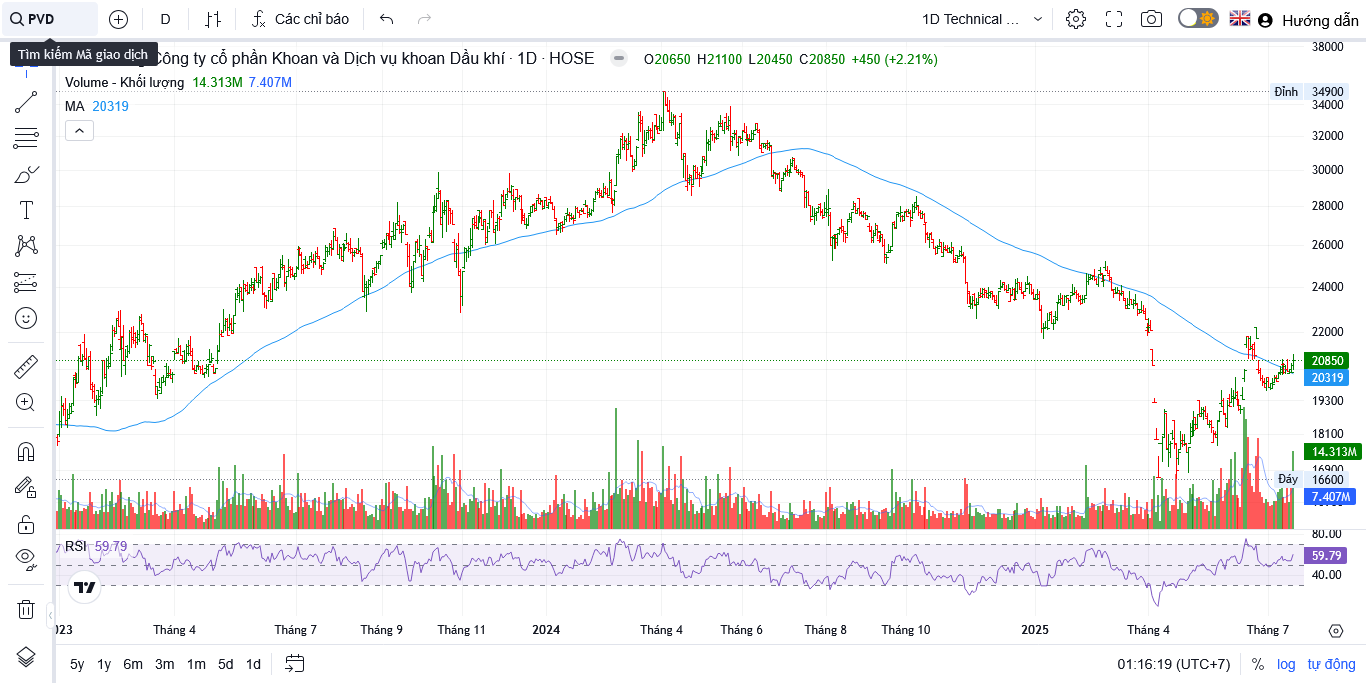 PVD D Các chỉ báo 1D Technical ... Hướng dẫn
Tìm kiếm Mã giao dịch
Công ty cổ phần Khoan và Dịch vụ khoan Dầu khí · 1D · HOSE O20650 H21100 L20450 C20850 +450 (+2.21%)
Volume - Khối lượng 14.313M 7.407M
MA 20319
38000
Đỉnh 34900
34000
32000
30000
28000
26000
24000
22000
20850
20319
19300
18100
14.313M
16900
Đáy 16600
7.407M
RSI 59.79
80.00
59.79
40.00
023 Tháng 4 Tháng 7 Tháng 9 Tháng 11 2024 Tháng 4 Tháng 6 Tháng 8 Tháng 10 2025 Tháng 4 Tháng 7
5y 1y 6m 3m 1m 5d 1d 01:16:19 (UTC+7) % log tự động